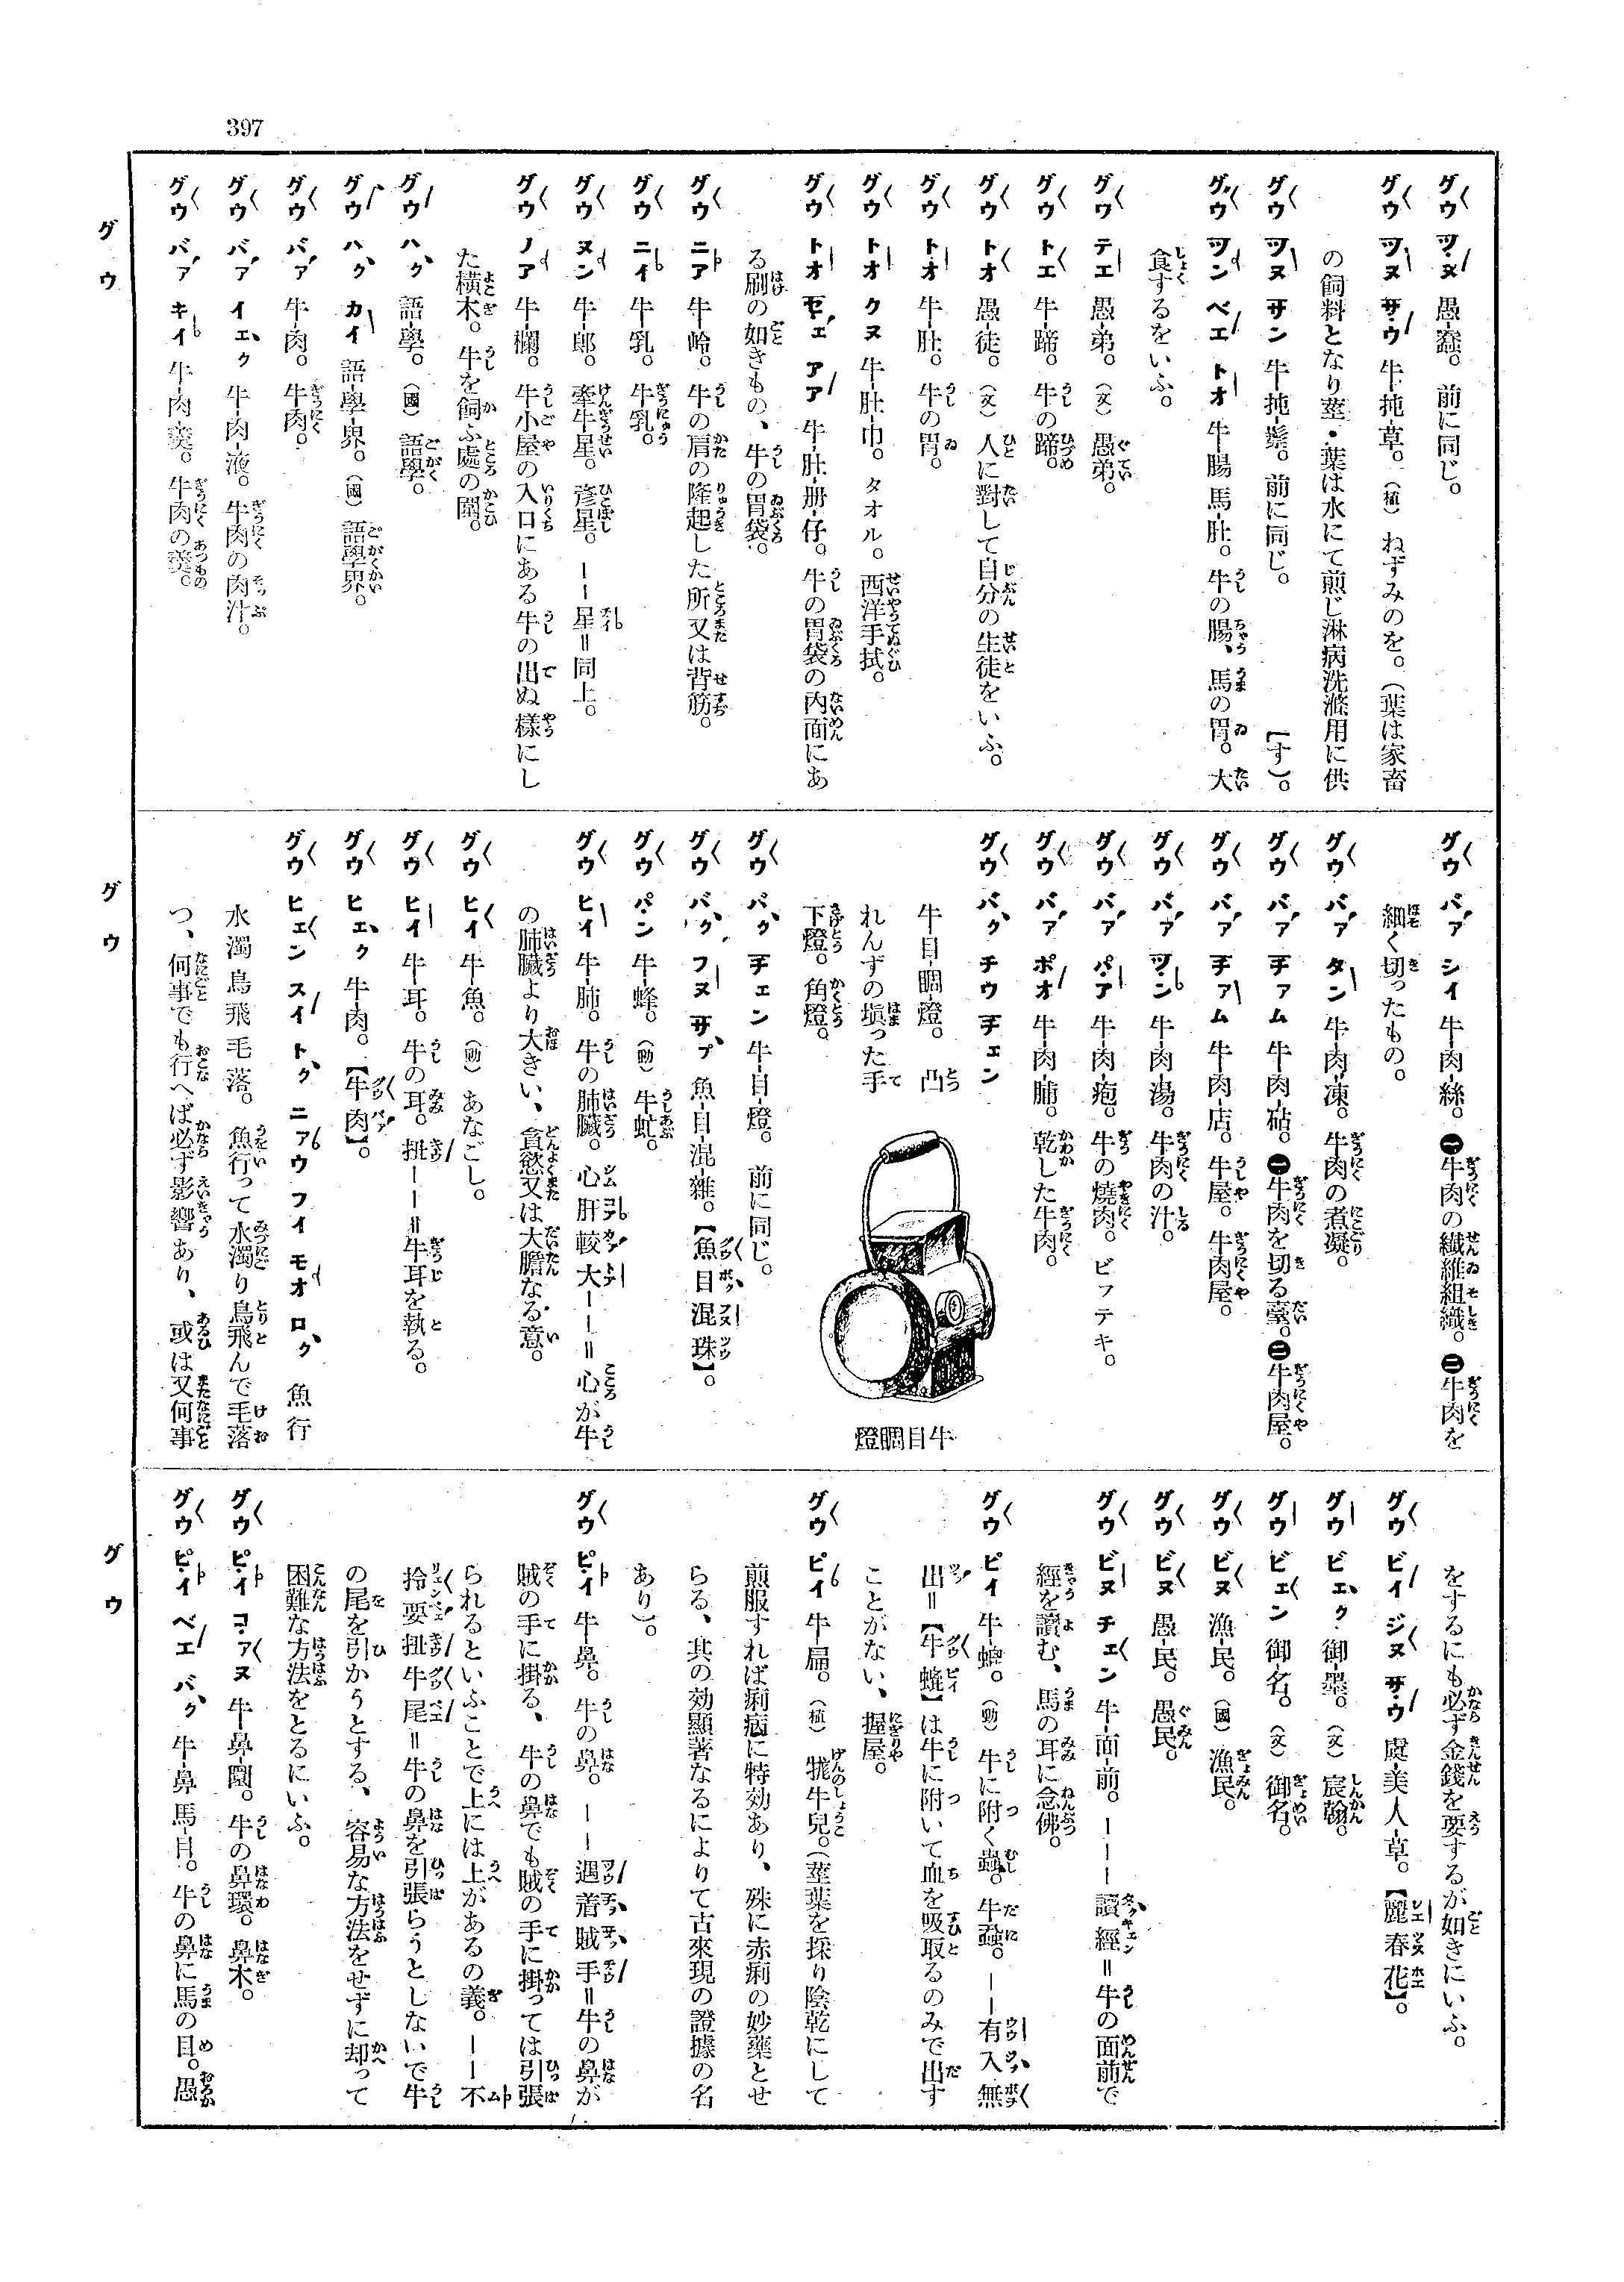 397
グウ ツヌ 愚-蠢。 前に同じ。
グウ ツヌ サウ 牛-㧣-草。(植) ねずみのを。(葉は家畜
の飼料となり莖・葉は水にて煎じ淋病洗滌用に供
グウ ツヌ サン 牛-㧣-鬃。 前に同じ。 [す)。
グウ ツン ベエ トオ 牛-腸 馬-肚。 牛の腸、馬の胃。大
食するをいふ。
グウ テエ 愚-弟。(文) 愚弟。
グウ トエ 牛-蹄。 牛の蹄。
グウ トオ 愚-徒。(文) 人に對して自分の生徒をいふ。
グウ トオ 牛-肚。 牛の胃。
グウ トオ クヌ 牛-肚-巾。 タオル。西洋手拭。
グウ トオ モェ アア 牛-肚-册-仔。 牛の胃袋の内面にあ
る刷の如きもの、牛の胃袋。
グウ ニア 牛-岭。 牛の肩の隆起した所又は背筋。
グウ ニイ 牛-乳。 牛乳。
グウ ヌン 牛-郎。 牽牛星。彦星。 ——星=同上。
グウ ノア 牛-欄。 牛小屋の入口にある牛の出ぬ樣にし
た橫木。牛を飼ふ處の圍。
グウ ハク 語-學。(國) 語學。
グウ ハク カイ 語-學-界。(國) 語學界。
グウ バァ 牛-肉。 牛肉。
グウ バァ イェク 牛-肉-液。 牛肉の肉汁。
グウ バァ キイ 牛-肉-羮。 牛肉の羮。
グウ バァ シイ 牛-肉-絲。 ㊀牛肉の纖維組織。㊁牛肉を
細く切ったもの。
グウ バァ タン 牛-肉-凍。 牛肉の煮凝。
グウ バァ チァム 牛-肉-砧。 ㊀牛肉を切る臺。㊁牛肉屋。
グウ バァ チァム 牛-肉-店。 牛屋。牛肉屋。
グウ バァ ツン 牛-肉-湯。 牛肉の汁。
グウ バァ パア 牛-肉-疱。 牛の燒肉。ビフテキ。
グウ バァ ポオ 牛-肉-脯。 乾した牛肉。
グウ バク チウ チェン
牛-目-睭-燈。 凸
れんずの塡った手
下燈。角燈。
燈睭目牛
グウ バク チェン 牛-目-燈。 前に同じ。
グウ バク フヌ サプ 魚-目-混-雜。【魚目混珠】。
グウ パン 牛-蜂。(動) 牛虻。
グウ ヒイ 牛-肺。 牛の肺臟。心肝較大——=心が牛
の肺臟より大きい、貪慾又は大膽なる意。
グウ ヒイ 牛-魚。(動) あなごし。
グウ ヒイ 牛-耳。 牛の耳。 扭——=牛耳を執る。
グウ ヒェク 牛-肉。【牛肉】。
グウ ヒェン スイ トク ニァウ フイ モオ ロク 魚行
水濁鳥飛毛落。 魚行って水濁り鳥飛んで毛落
つ、何事でも行へば必ず影響あり、或は又何事
をするにも必ず金錢を要するが如きにいふ。
グウ ビイ ジヌ サウ 虞-美-人-草。【麗春花】。
グウ ビェク 御-墨。(文) 宸翰。
グウ ビェン 御-名。(文) 御名。
グウ ビヌ 漁-民。(國) 漁民。
グウ ビヌ 愚-民。 愚民。
グウ ビヌ チェン 牛-面-前。 ———讀經=牛の面前で
經を讀む、馬の耳に念佛。
グウ ピイ 牛-螕。(動) 牛に附く蟲。牛蝨。——有入無
出=【牛螕】は牛に附いて血を吸取るのみで出す
ことがない、握屋。
グウ ピイ 牛-扁。(植) 牻牛兒。(莖葉を採り陰乾にして
煎服すれば痢病に特効あり、殊に赤痢の妙藥とせ
らる、其の効顯著なるによりて古來現の證據の名
あり)。
グウ ピイ 牛-鼻。 牛の鼻。 ——遇着賊手=牛の鼻が
賊の手に掛る、牛の鼻でも賊の手に掛っては引張
られるといふことで上には上があるの義。——不
拎要扭牛尾=牛の鼻を引張らうとしないで牛
の尾を引かうとする、容易な方法をせずに却って
困難な方法をとるにいふ。
グウ ピイ コァヌ 牛-鼻-圈。 牛の鼻環。鼻木。
グウ ピイ ベエ バク 牛-鼻 馬-目。 牛の鼻に馬の目。愚
グウ
グウ
グウ